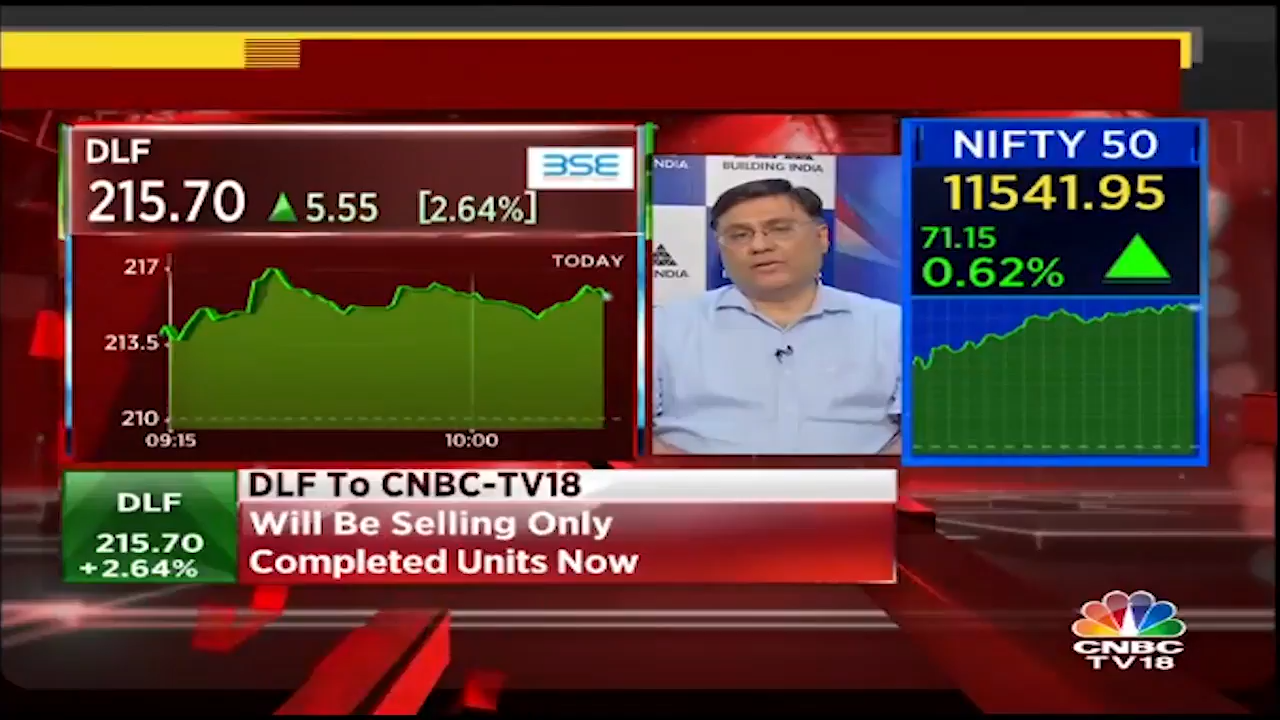 DLF
215.70 ▲ 5.55 [2.64%]
BSE
TODAY
217
213.5
210
09:15
10:00
NDIA
BUILDING INDIA
NDIA
NIFTY 50
11541.95
71.15
0.62%
DLF
215.70
+2.64%
DLF To CNBC-TV18
Will Be Selling Only
Completed Units Now
CNBC
TV18